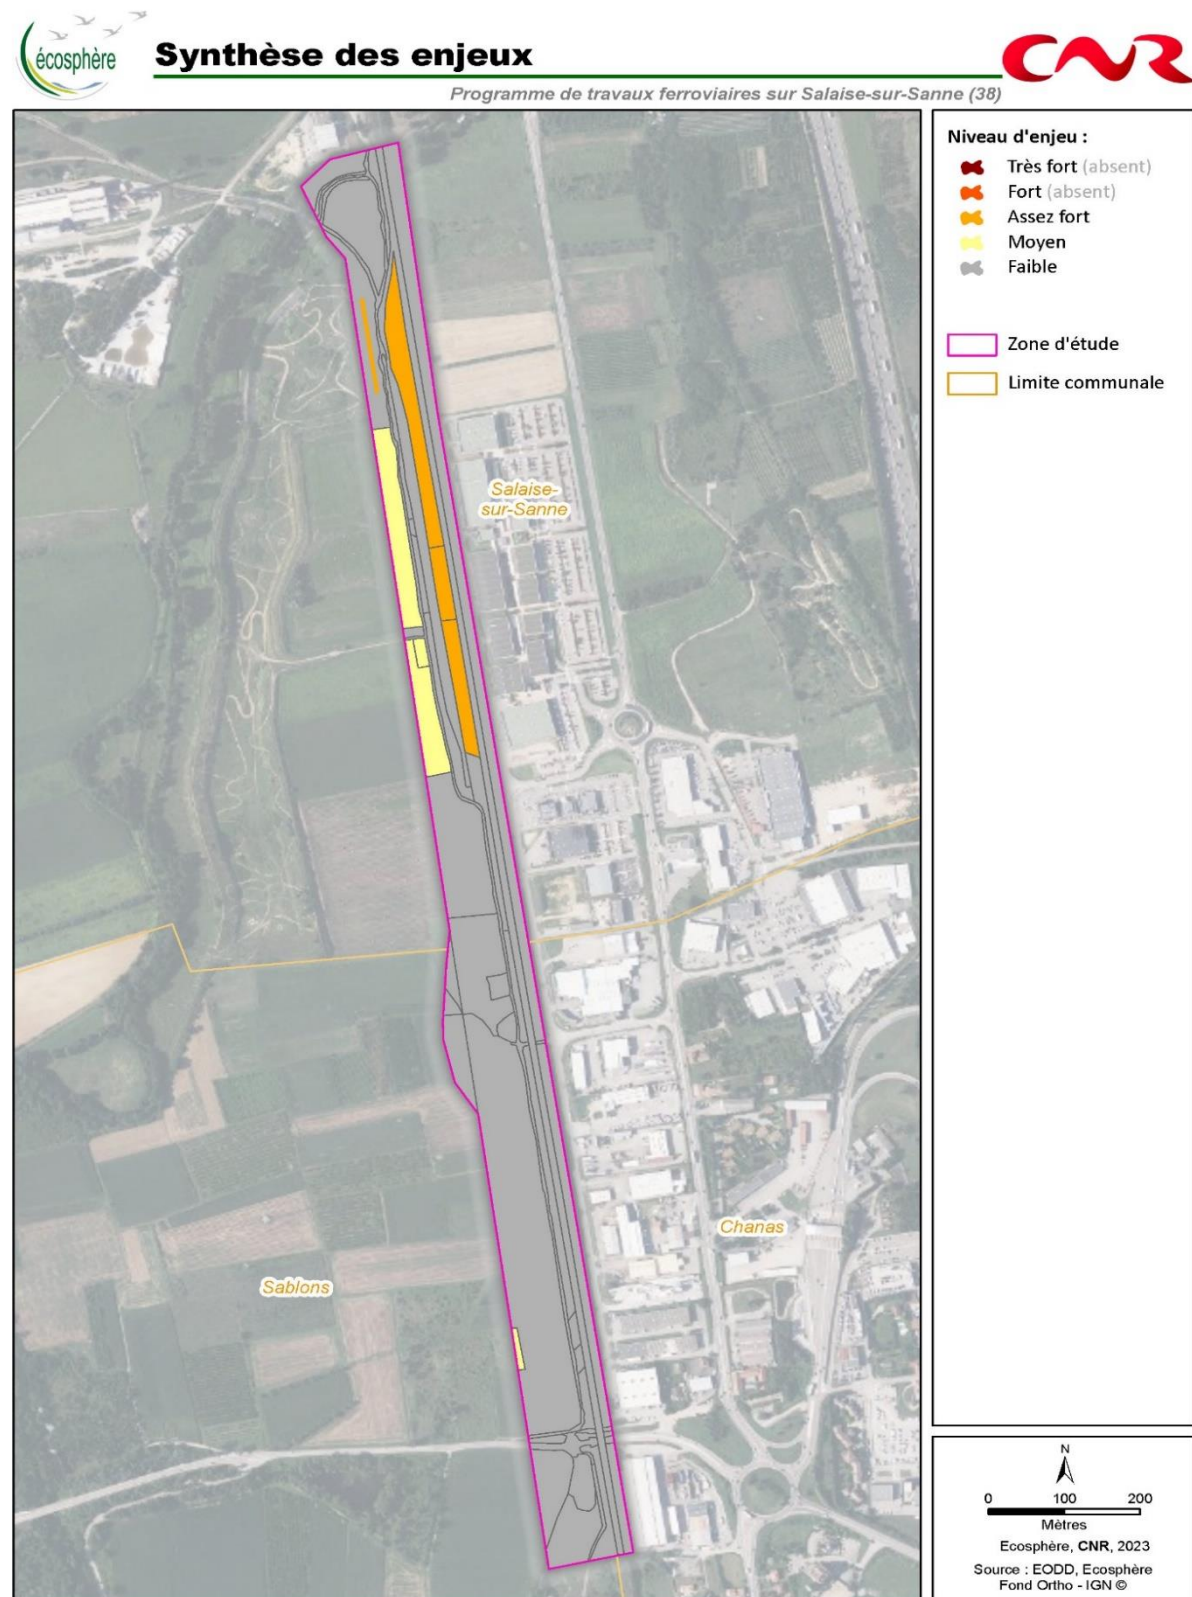 écosphère
Synthèse des enjeux
CNR
Programme de travaux ferroviaires sur Salaise-sur-Sanne (38)
Niveau d'enjeu :
Très fort (absent)
Fort (absent)
Assez fort
Moyen
Faible
Zone d'étude
Limite communale
Salaise-
sur-Sanne
Chanas
Sablons
N
0 100 200
Mètres
Ecosphère, CNR, 2023
Source : EODD, Ecosphère
Fond Ortho - IGN ©